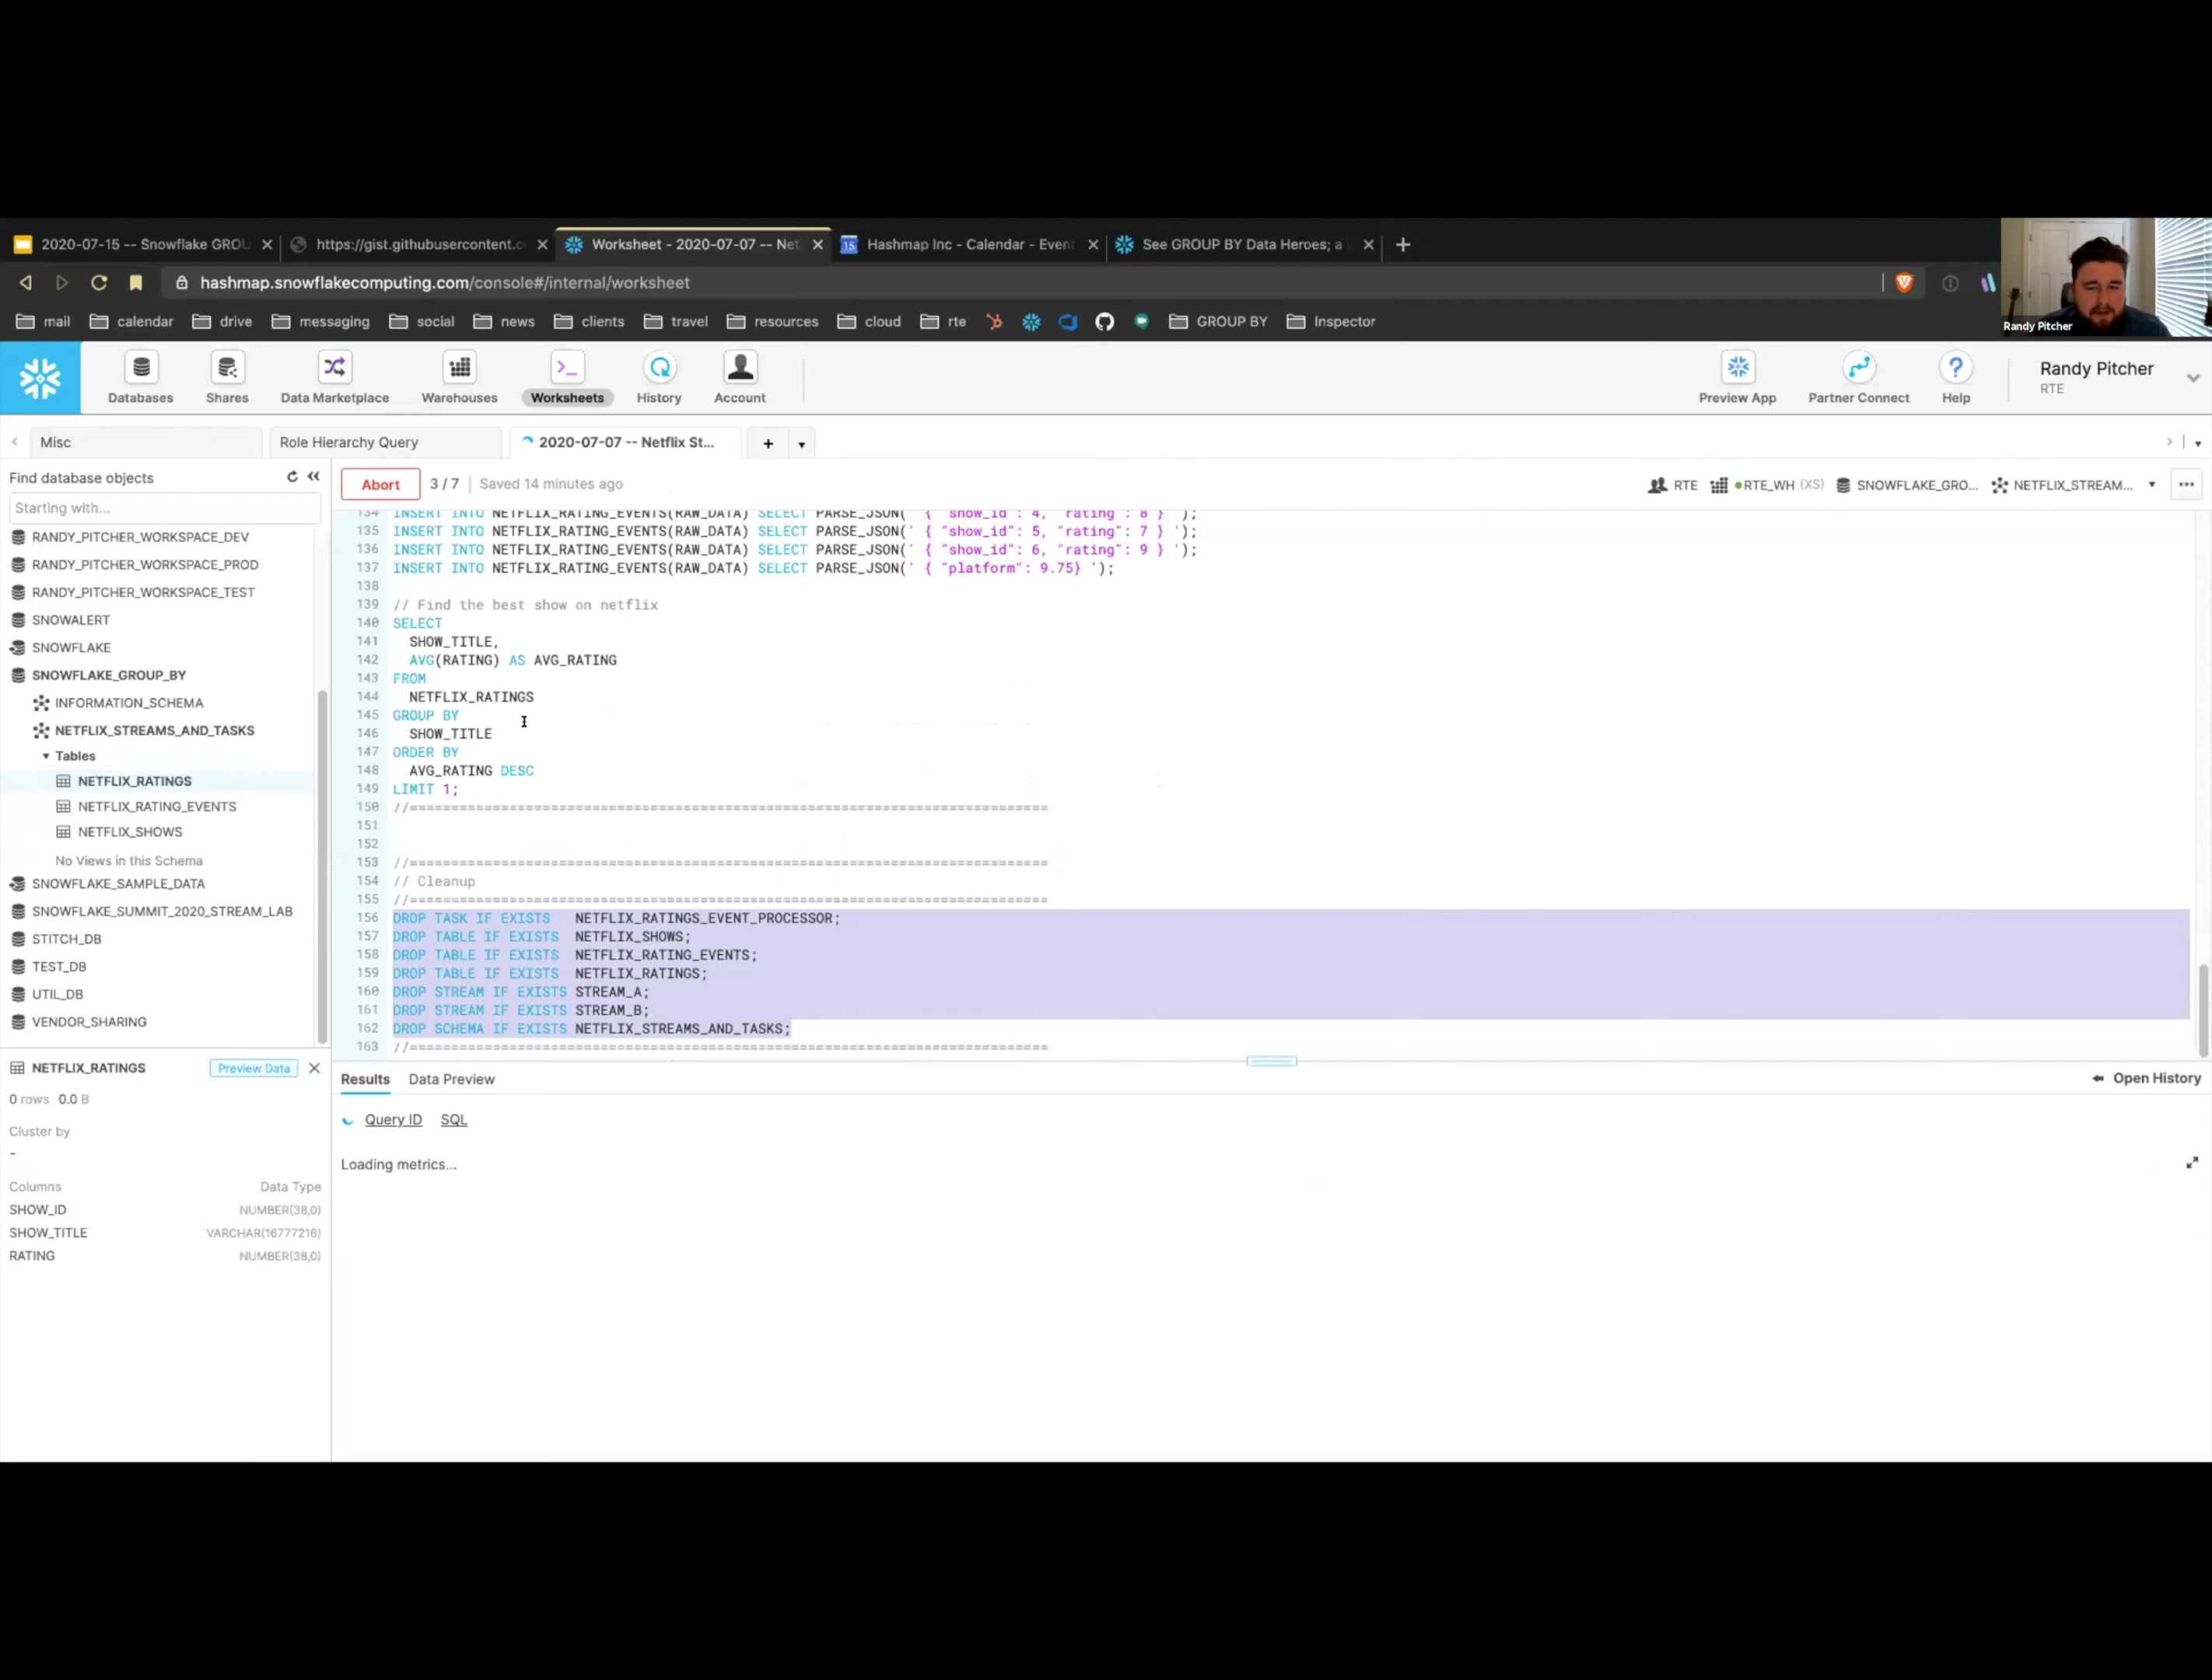 2020-07-15 -- Snowflake GROU
https://gist.githubusercontent.c
Worksheet - 2020-07-07 -- Net
Hashmap Inc - Calendar - Event
See GROUP BY Data Heroes; a
hashmap.snowflakecomputing.com/console#/internal/worksheet
mail calendar drive messaging social news clients travel resources cloud rte GROUP BY Inspector
Randy Pitcher
Databases Shares Data Marketplace Warehouses Worksheets History Account
Preview App Partner Connect Help
Randy Pitcher
RTE
Misc
Role Hierarchy Query
2020-07-07 -- Netflix St...
Find database objects
Starting with...
RANDY_PITCHER_WORKSPACE_DEV
RANDY_PITCHER_WORKSPACE_PROD
RANDY_PITCHER_WORKSPACE_TEST
SNOWALERT
SNOWFLAKE
SNOWFLAKE_GROUP_BY
INFORMATION_SCHEMA
NETFLIX_STREAMS_AND_TASKS
Tables
NETFLIX_RATINGS
NETFLIX_RATING_EVENTS
NETFLIX_SHOWS
No Views in this Schema
SNOWFLAKE_SAMPLE_DATA
SNOWFLAKE_SUMMIT_2020_STREAM_LAB
STITCH_DB
TEST_DB
UTIL_DB
VENDOR_SHARING
NETFLIX_RATINGS Preview Data
0 rows 0.0 B
Cluster by
-
Columns Data Type
SHOW_ID NUMBER(38,0)
SHOW_TITLE VARCHAR(16777216)
RATING NUMBER(38,0)
Abort 3 / 7 Saved 14 minutes ago
RTE RTE_WH (XS) SNOWFLAKE_GRO... NETFLIX_STREAM...
134 INSERT INTO NETFLIX_RATING_EVENTS(RAW_DATA) SELECT PARSE_JSON(' { "show_id": 4, "rating": 8 } ');
135 INSERT INTO NETFLIX_RATING_EVENTS(RAW_DATA) SELECT PARSE_JSON(' { "show_id": 5, "rating": 7 } ');
136 INSERT INTO NETFLIX_RATING_EVENTS(RAW_DATA) SELECT PARSE_JSON(' { "show_id": 6, "rating": 9 } ');
137 INSERT INTO NETFLIX_RATING_EVENTS(RAW_DATA) SELECT PARSE_JSON(' { "platform": 9.75} ');
138
139 // Find the best show on netflix
140 SELECT
141 SHOW_TITLE,
142 AVG(RATING) AS AVG_RATING
143 FROM
144 NETFLIX_RATINGS
145 GROUP BY
146 SHOW_TITLE
147 ORDER BY
148 AVG_RATING DESC
149 LIMIT 1;
150 //=============================================================================
151
152
153 //=============================================================================
154 // Cleanup
155 //=============================================================================
156 DROP TASK IF EXISTS NETFLIX_RATINGS_EVENT_PROCESSOR;
157 DROP TABLE IF EXISTS NETFLIX_SHOWS;
158 DROP TABLE IF EXISTS NETFLIX_RATING_EVENTS;
159 DROP TABLE IF EXISTS NETFLIX_RATINGS;
160 DROP STREAM IF EXISTS STREAM_A;
161 DROP STREAM IF EXISTS STREAM_B;
162 DROP SCHEMA IF EXISTS NETFLIX_STREAMS_AND_TASKS;
163 //=============================================================================
Results Data Preview
Open History
Query ID SQL
Loading metrics...